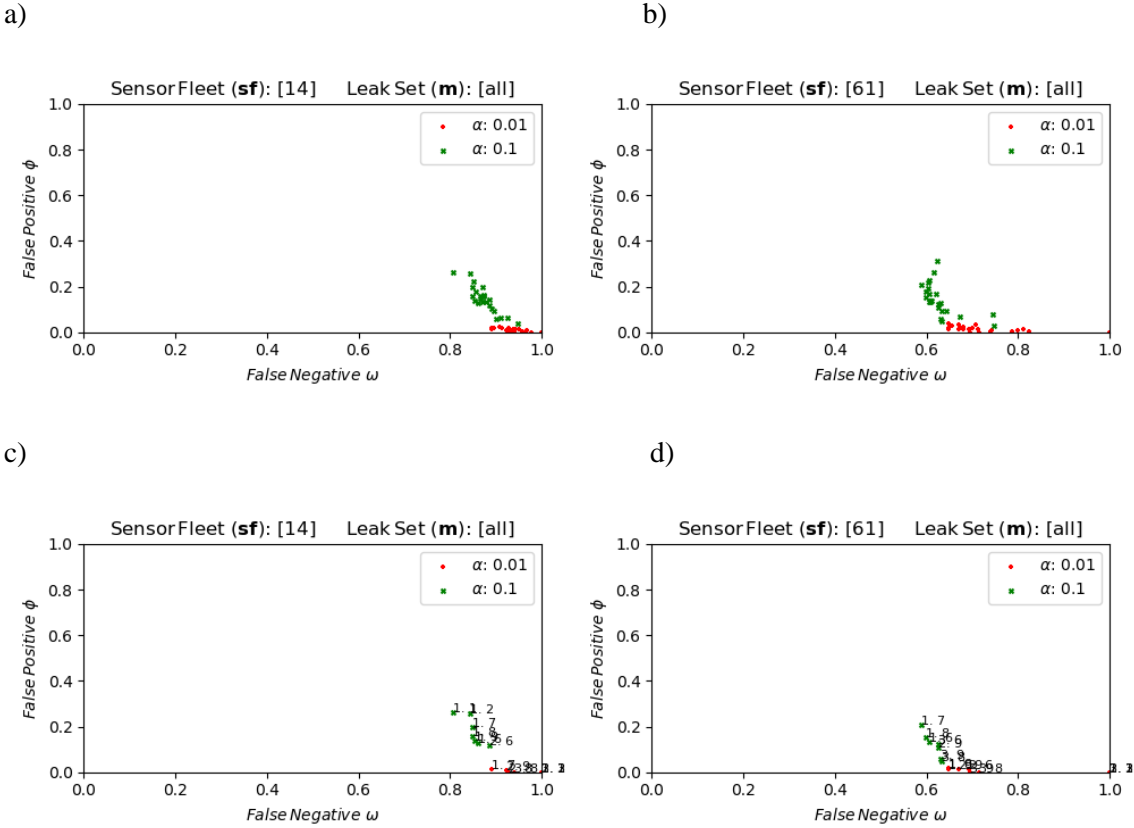 a)
b)
Sensor Fleet (sf): [14] Leak Set (m): [all]
Sensor Fleet (sf): [61] Leak Set (m): [all]
1.0
0.8
0.6
0.4
0.2
0.0
False Positive ϕ
α: 0.01
α: 0.1
0.0 0.2 0.4 0.6 0.8 1.0
False Negative ω
1.0
0.8
0.6
0.4
0.2
0.0
False Positive ϕ
α: 0.01
α: 0.1
0.0 0.2 0.4 0.6 0.8 1.0
False Negative ω
c)
d)
Sensor Fleet (sf): [14] Leak Set (m): [all]
Sensor Fleet (sf): [61] Leak Set (m): [all]
1.0
0.8
0.6
0.4
0.2
0.0
False Positive ϕ
α: 0.01
α: 0.1
1. 2
1. 7
0.0 0.2 0.4 0.6 0.8 1.0
False Negative ω
1.0
0.8
0.6
0.4
0.2
0.0
False Positive ϕ
α: 0.01
α: 0.1
1. 7
1. 8
0.0 0.2 0.4 0.6 0.8 1.0
False Negative ω